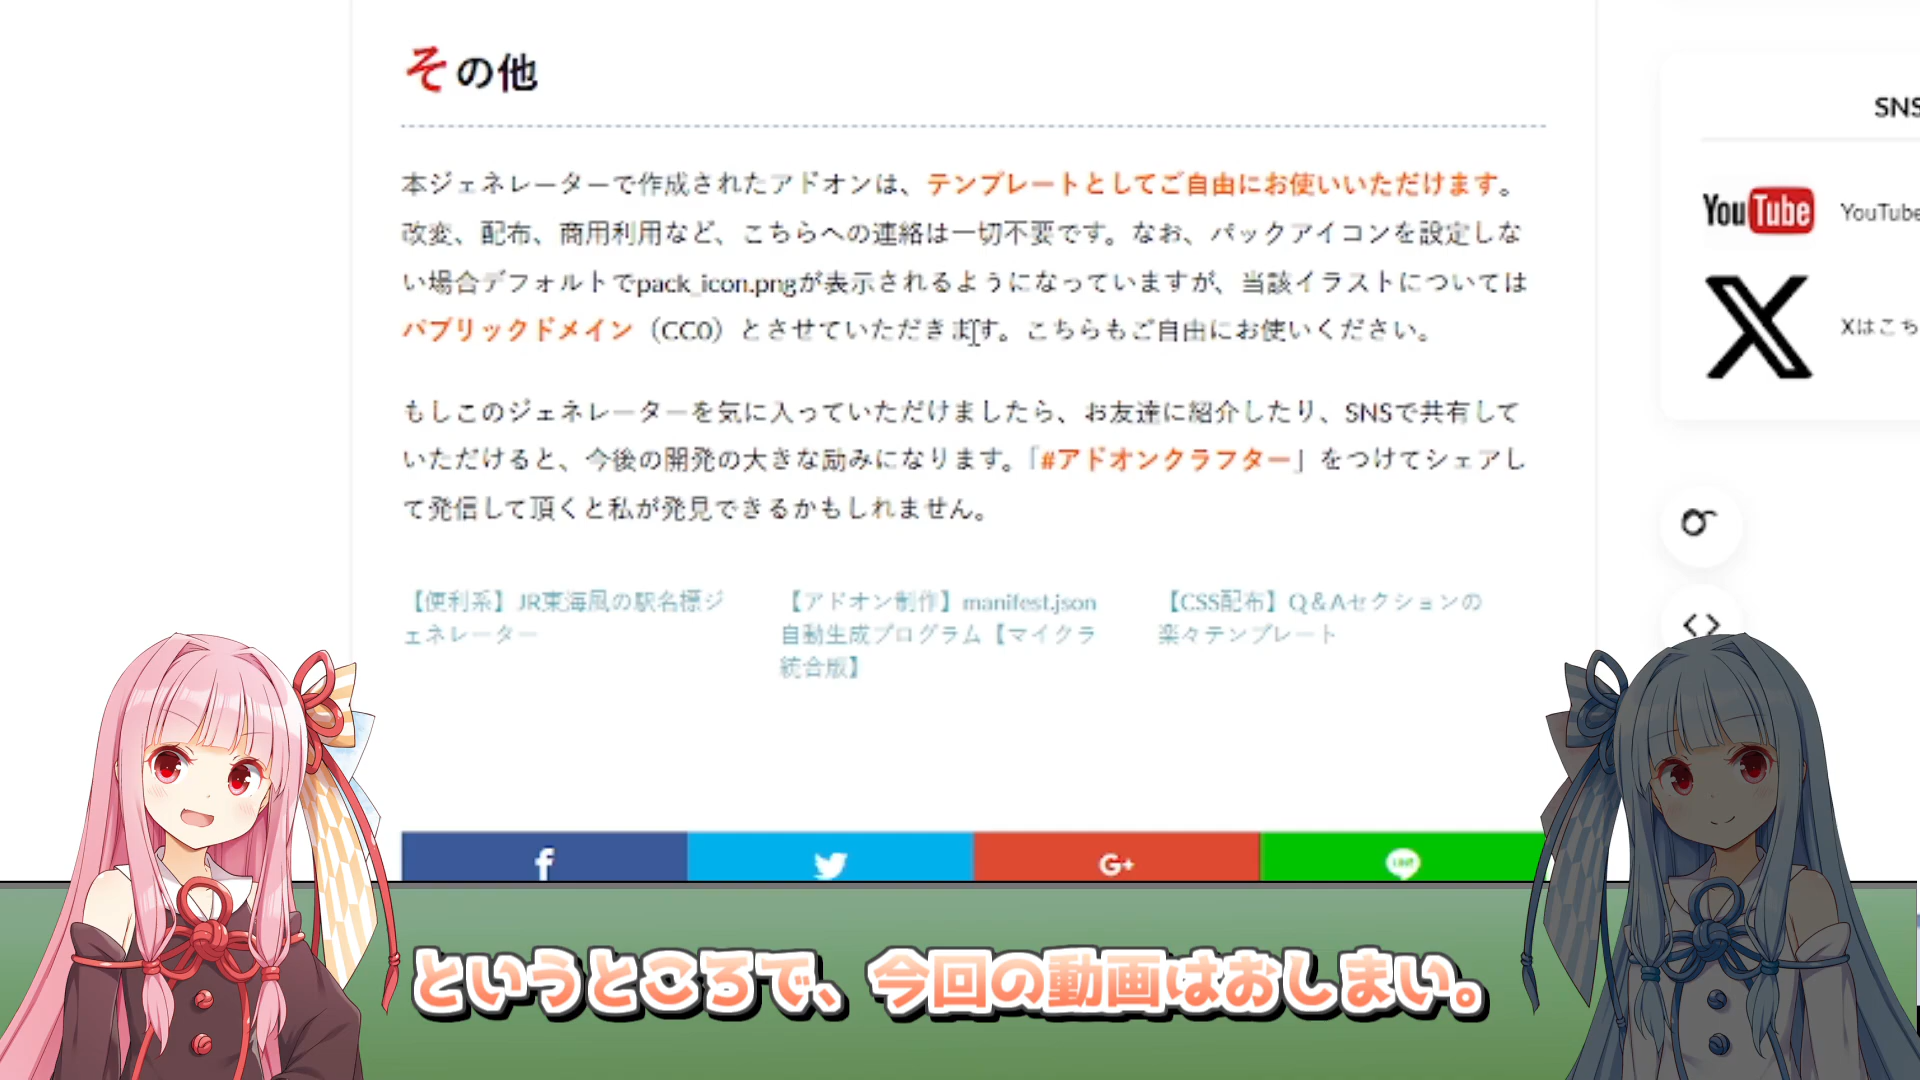 その他
本ジェネレーターで作成されたアドオンは、テンプレートとしてご自由にお使いいただけます。
改変、配布、商用利用など、こちらへの連絡は一切不要です。なお、パックアイコンを設定しな
い場合デフォルトでpack_icon.pngが表示されるようになっていますが、当該イラストについては
パブリックドメイン（CC0）とさせていただきます。こちらもご自由にお使いください。
もしこのジェネレーターを気に入っていただけましたら、お友達に紹介したり、SNSで共有して
いただけると、今後の開発の大きな励みになります。「#アドオンクラフター」をつけてシェアし
て発信して頂くと私が発見できるかもしれません。
【便利系】JR東海風の駅名標ジ
ェネレーター
【アドオン制作】manifest.json
自動生成プログラム【マイクラ
統合版】
【CSS配布】Q＆Aセクションの
楽々テンプレート
SNS
YouTube
YouTube
X
Xはこち
f
G+
LINE
というところで、今回の動画はおしまい。